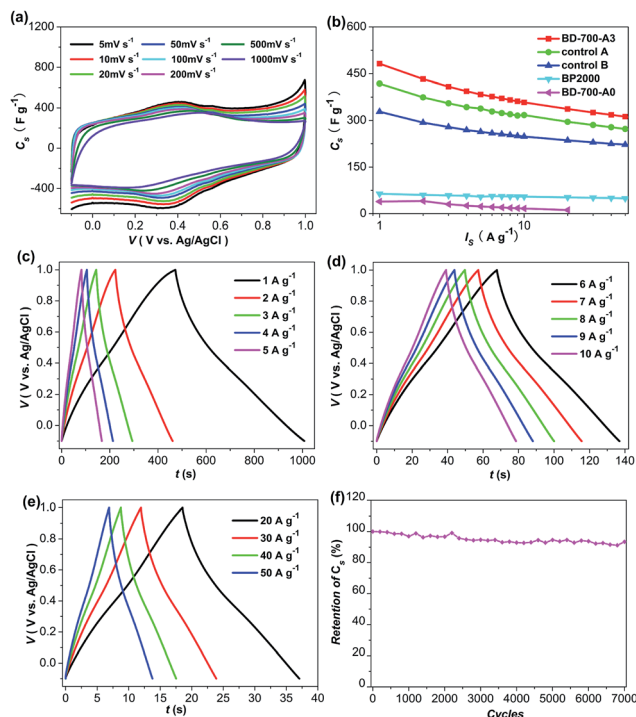 (a)
5mV s⁻¹ 50mV s⁻¹ 500mV s⁻¹
10mV s⁻¹ 100mV s⁻¹ 1000mV s⁻¹
20mV s⁻¹ 200mV s⁻¹
800
400
0
-400
0.0 0.2 0.4 0.6 0.8 1.0
Cₛ ( F g⁻¹)
V ( V vs. Ag/AgCl)
(b)
BD-700-A3
control A
control B
BP2000
BD-700-A0
600
450
300
150
0
1 10
Cₛ ( F g⁻¹)
Iₛ ( A g⁻¹)
(c)
1 A g⁻¹
2 A g⁻¹
3 A g⁻¹
4 A g⁻¹
5 A g⁻¹
1.0
0.8
0.6
0.4
0.2
0.0
0 200 400 600 800 1000
V ( V vs. Ag/AgCl)
t (s)
(d)
6 A g⁻¹
7 A g⁻¹
8 A g⁻¹
9 A g⁻¹
10 A g⁻¹
1.0
0.8
0.6
0.4
0.2
0.0
0 20 40 60 80 100 120 140
V ( V vs. Ag/AgCl)
t (s)
(e)
20 A g⁻¹
30 A g⁻¹
40 A g⁻¹
50 A g⁻¹
1.0
0.8
0.6
0.4
0.2
0.0
0 5 10 15 20 25 30 35 40
V ( V vs. Ag/AgCl)
t (s)
(f)
120
100
80
60
40
20
0
0 1000 2000 3000 4000 5000 6000 7000
Retention of Cₛ (%)
Cycles